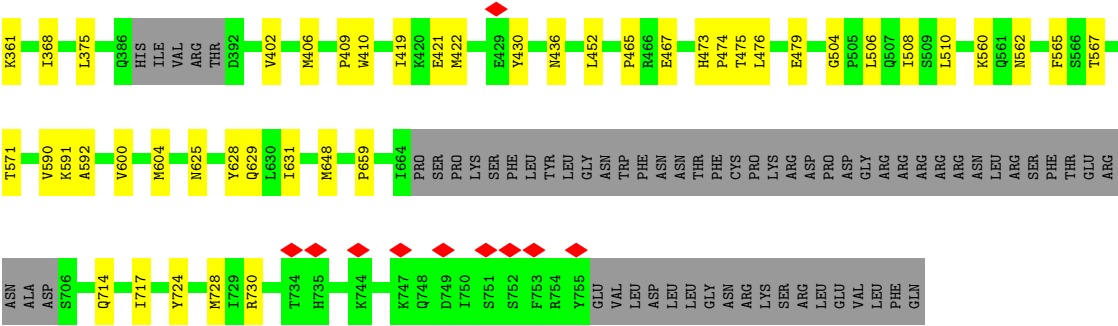 K361 I368 L375 Q386 HIS ILE VAL ARG THR D392 V402 M406 P409 W410 I419 K420 E421 M422 E429 Y430 N436 L452 P465 R466 E467 H473 P474 T475 L476 E479 G504 P505 L506 Q507 I508 S509 L510 K560 Q561 N562 F565 S566 T567
T571 V590 K591 A592 V600 M604 N625 Y628 Q629 L630 I631 M648 P659 I664 PRO SER PRO LYS SER PHE LEU TYR LEU GLY ASN TRP PHE ASN ASN THR PHE CYS PRO LYS ARG ASP PRO ASP GLY ARG ARG ARG ARG ARG ASN LEU ARG SER PHE THR GLU ARG
ASN ALA ASP S706 Q714 I717 Y724 M728 I729 R730 T734 H735 K744 K747 Q748 D749 I750 S751 S752 F753 R754 Y755 GLU VAL LEU ASP LEU LEU GLY ASN ARG LYS SER ARG LEU GLU VAL LEU PHE GLN